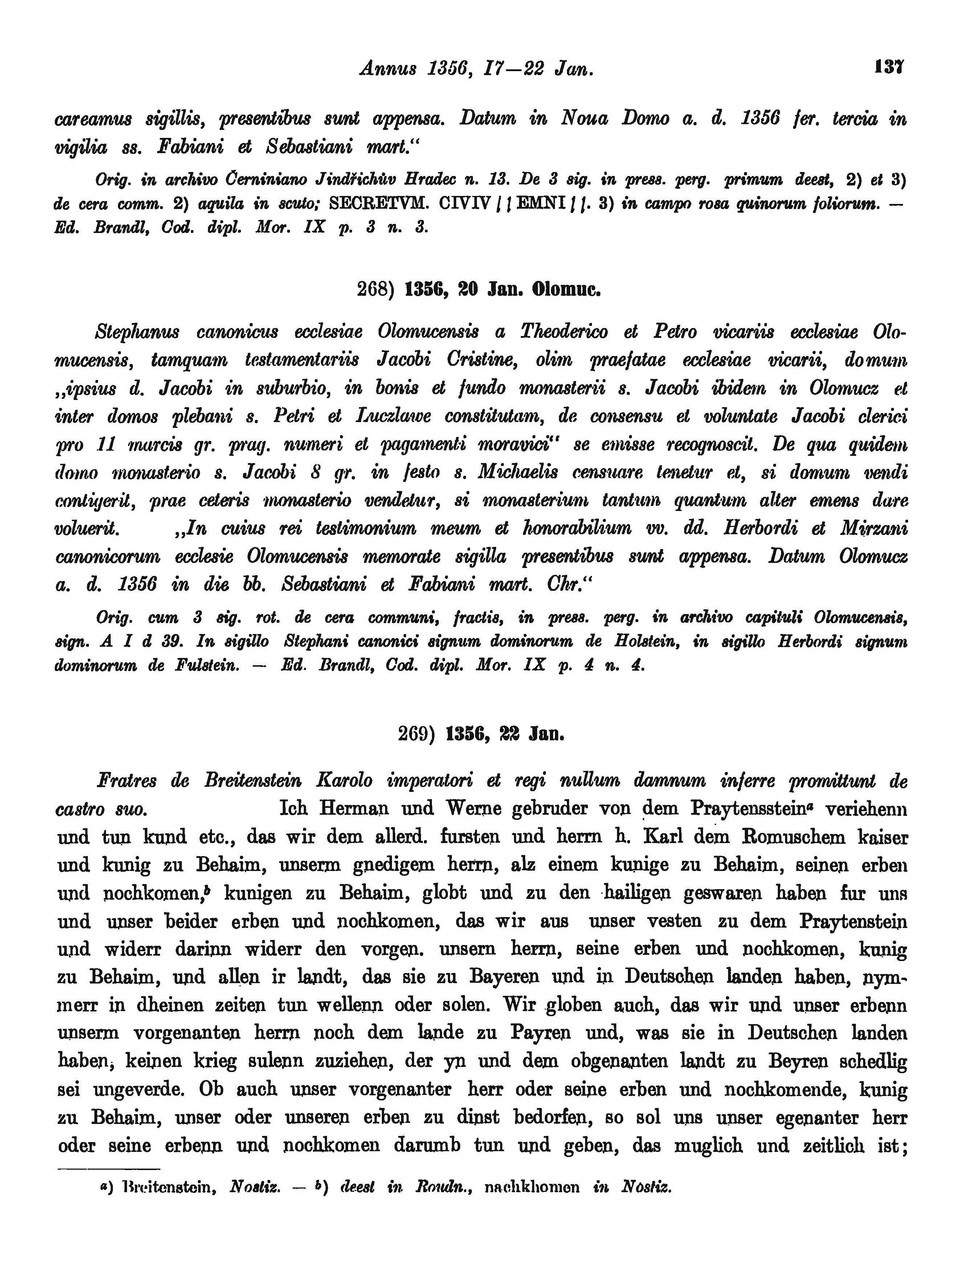 Annus 1356, 17—22 Jan. 137
careamus sigillis, presentibus sunt appensa. Datum in Noua Domo a. d. 1356 fer. tercia in
vigilia ss. Fabiani et Sebastiani mart.“
Orig. in archivo Černiniano Jindřichův Hradec n. 13. De 3 sig. in press. perg. primum deest, 2) et 3)
de cera comm. 2) aquila in scuto; SECRETVM. CIVIV || EMNI ||. 3) in campo rosa quinorum foliorum. —
Ed. Brandl, Cod. dipl. Mor. IX p. 3 n. 3.
268) 1356, 20 Jan. Olomuc.
Stephanus canonicus ecclesiae Olomucensis a Theoderico et Petro vicariis ecclesiae Olo-
mucensis, tamquam testamentariis Jacobi Cristine, olim praefatae ecclesiae vicarii, domum
„ipsius d. Jacobi in suburbio, in bonis et fundo monasterii s. Jacobi ibidem in Olomucz et
inter domos plebani s. Petri et Luczlawe constitutam, de consensu et voluntate Jacobi clerici
pro 11 marcis gr. prag. numeri et pagamenti moravici“ se emisse recognoscit. De qua quidem
domo monasterio s. Jacobi 8 gr. in festo s. Michaelis censuare tenetur et, si domum vendi
contigerit, prae ceteris monasterio vendetur, si monasterium tantum quantum alter emens dare
voluerit. „In cuius rei testimonium meum et honorabilium vv. dd. Herbordi et Mirzani
canonicorum ecclesie Olomucensis memorate sigilla presentibus sunt appensa. Datum Olomucz
a. d. 1356 in die bb. Sebastiani et Fabiani mart. Chr.“
Orig. cum 3 sig. rot. de cera communi, fractis, in press. perg. in archivo capituli Olomucensis,
sign. A I d 39. In sigillo Stephani canonici signum dominorum de Holstein, in sigillo Herbordi signum
dominorum de Fulstein. — Ed. Brandl, Cod. dipl. Mor. IX p. 4 n. 4.
269) 1356, 22 Jan.
Fratres de Breitenstein Karolo imperatori et regi nullum damnum inferre promittunt de
castro suo. Ich Herman und Werne gebruder von dem Praytensstein<sup>a</sup> veriehenn
und tun kund etc., das wir dem allerd. fursten und herrn h. Karl dem Romuschem kaiser
und kunig zu Behaim, unserm gnedigem herrn, alz einem kunige zu Behaim, seinen erben
und nochkomen,<sup>b</sup> kunigen zu Behaim, globt und zu den hailigen geswaren haben fur uns
und unser beider erben und nochkomen, das wir aus unser vesten zu dem Praytenstein
und widerr darinn widerr den vorgen. unsern herrn, seine erben und nochkomen, kunig
zu Behaim, und allen ir landt, das sie zu Bayeren und in Deutschen landen haben, nym-
merr in dheinen zeiten tun wellenn oder solen. Wir globen auch, das wir und unser erbenn
unserm vorgenanten herrn noch dem lande zu Payren und, was sie in Deutschen landen
haben, keinen krieg sulenn zuziehen, der yn und dem obgenanten landt zu Beyren schedlig
sei ungeverde. Ob auch unser vorgenanter herr oder seine erben und nochkomende, kunig
zu Behaim, unser oder unseren erben zu dinst bedorfen, so sol uns unser egenanter herr
oder seine erbenn und nochkomen darumb tun und geben, das muglich und zeitlich ist;
a) Breitenstein, Nostiz. — b) deest in Roudn., nachkhomen in Nostiz.